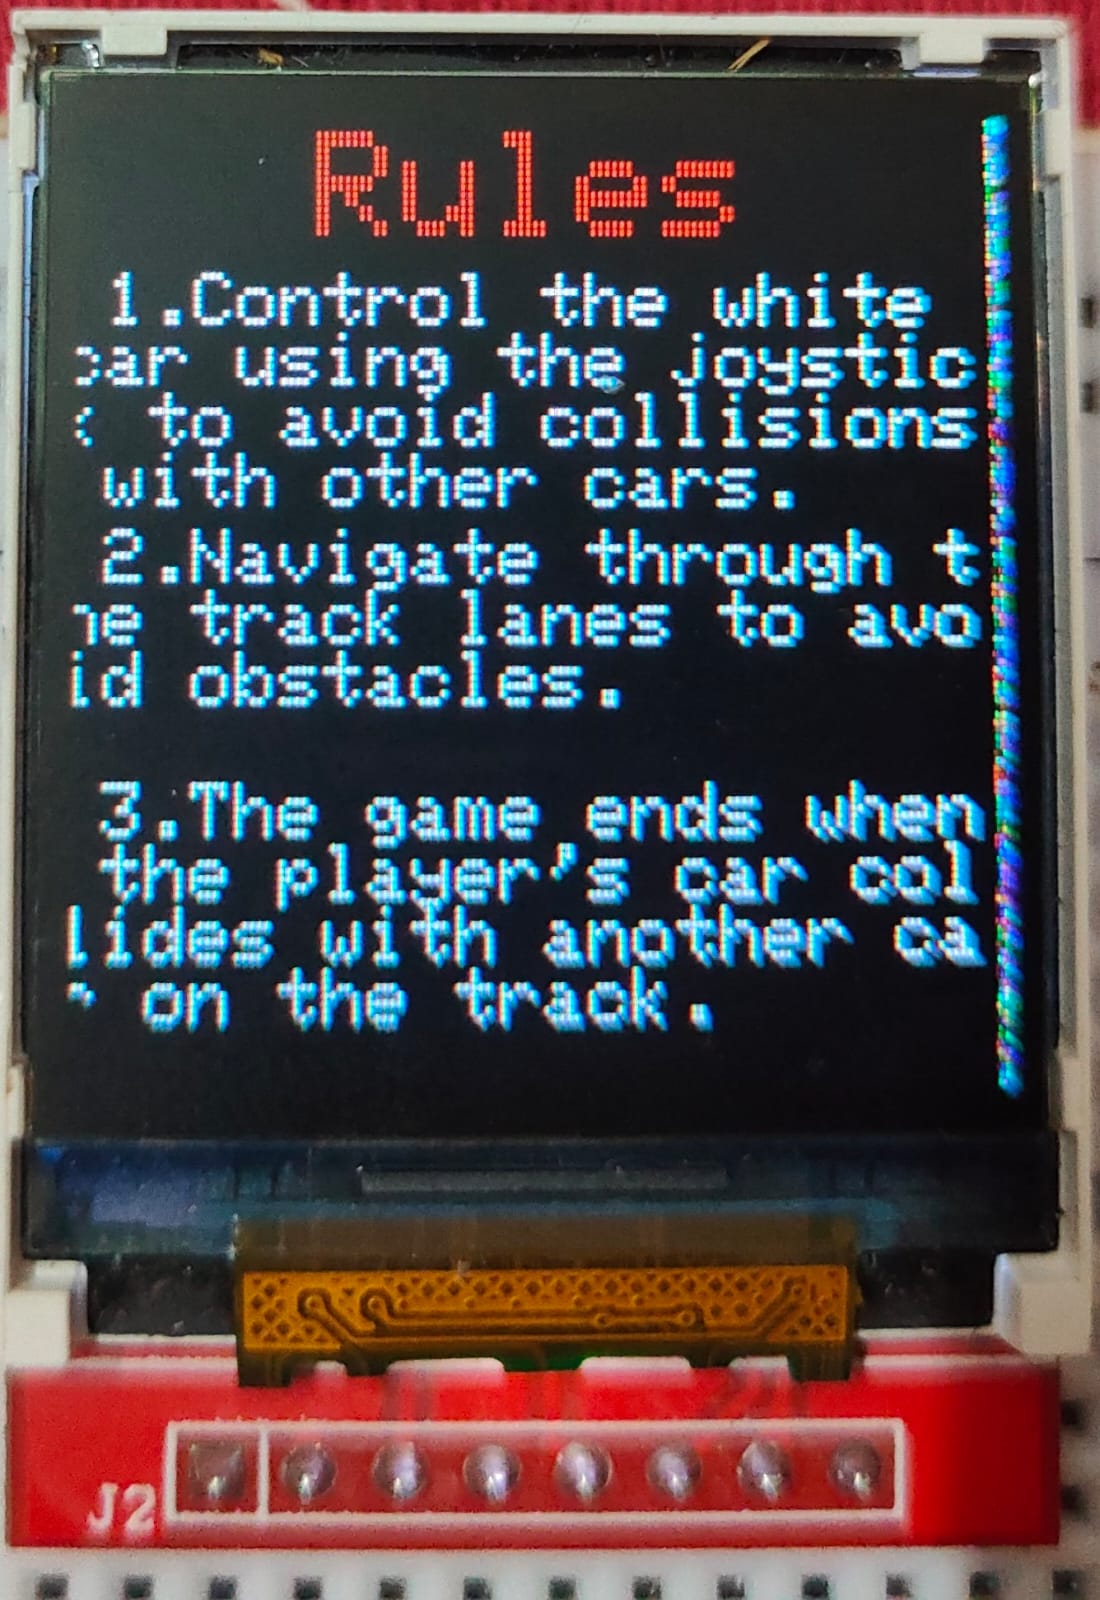 Rules
1.Control the white
car using the joystic
k to avoid collisions
with other cars.
2.Navigate through t
he track lanes to avo
id obstacles.
3.The game ends when
the player's car col
lides with another ca
r on the track.
J2